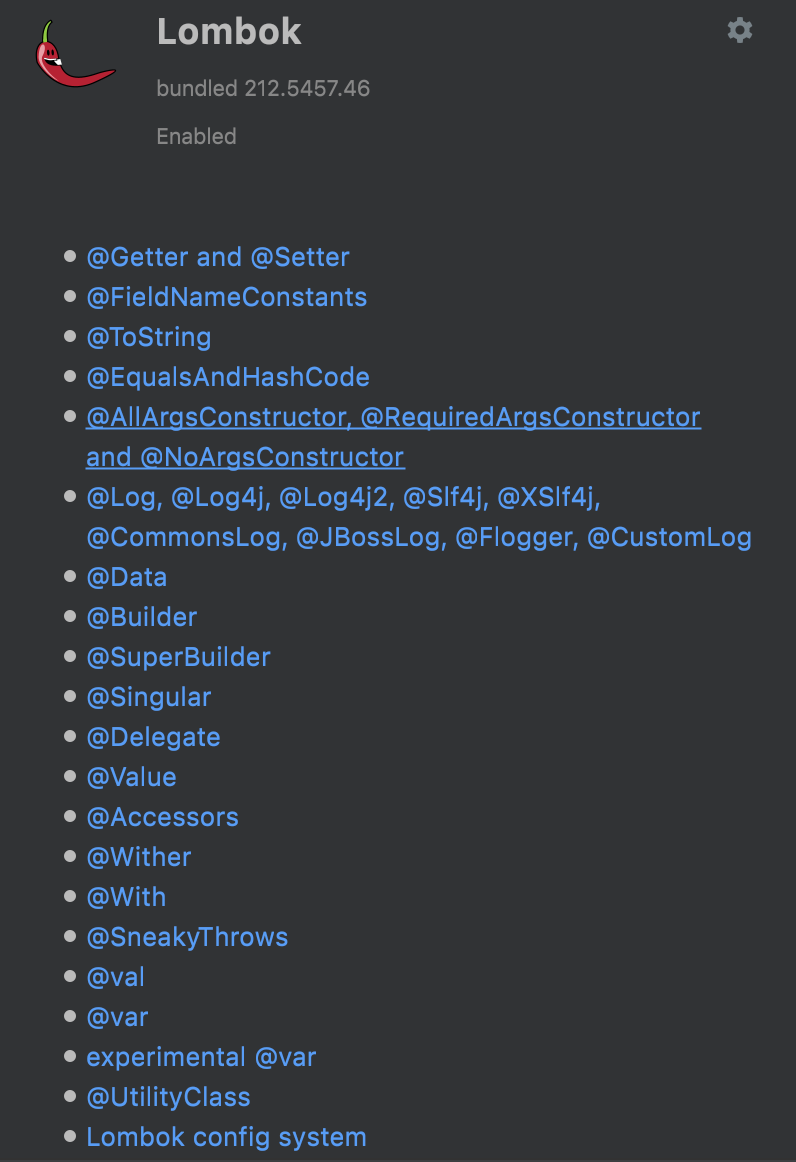 Lombok
bundled 212.5457.46
Enabled
@Getter and @Setter
@FieldNameConstants
@ToString
@EqualsAndHashCode
@AllArgsConstructor, @RequiredArgsConstructor
and @NoArgsConstructor
@Log, @Log4j, @Log4j2, @Slf4j, @XSlf4j,
@CommonsLog, @JBossLog, @Flogger, @CustomLog
@Data
@Builder
@SuperBuilder
@Singular
@Delegate
@Value
@Accessors
@Wither
@With
@SneakyThrows
@val
@var
experimental @var
@UtilityClass
Lombok config system